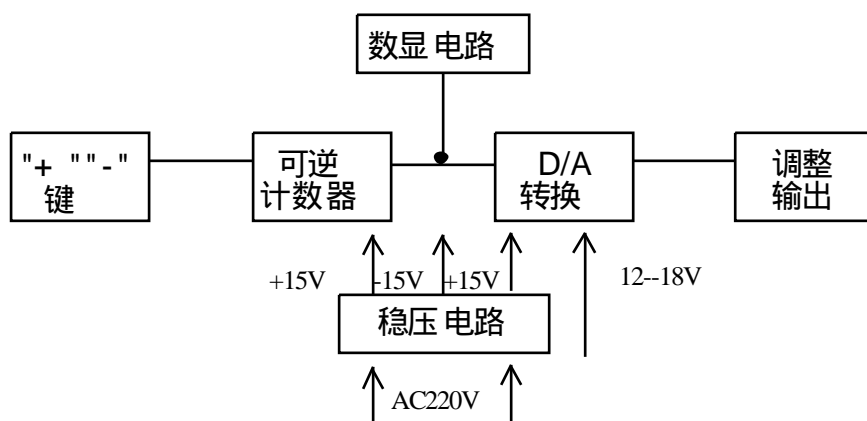 数显 电路
"+ ""-"
键
可逆
计数器
D/A
转换
调整
输出
+15V
-15V
+15V
12--18V
稳压 电路
AC220V